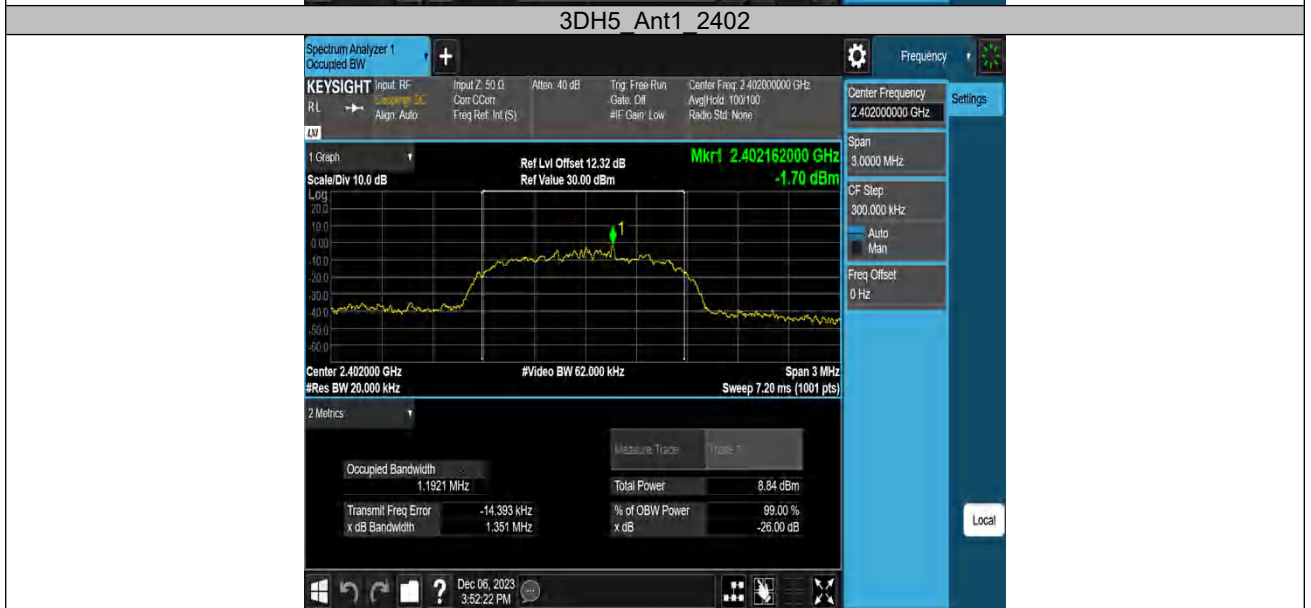 3DH5_Ant1_2402
Spectrum Analyzer 1
Occupied BW
+
Frequency
KEYSIGHT Input: RF Input Z: 50 Ω Atten: 40 dB Trig: Free Run Center Freq: 2.402000000 GHz
RL Coupling: DC Corr CCorr Gate: Off Avg|Hold: 100/100
Align: Auto Freq Ref: Int (S) #IF Gain: Low Radio Std: None
LXI
Center Frequency
2.402000000 GHz
Settings
Span
3.0000 MHz
CF Step
300.000 kHz
Auto
Man
Freq Offset
0 Hz
1 Graph
Ref Lvl Offset 12.32 dB
Mkr1 2.402162000 GHz
Scale/Div 10.0 dB
Ref Value 30.00 dBm
-1.70 dBm
Log
20.0
10.0
0.00
-10.0
-20.0
-30.0
-40.0
-50.0
-60.0
1
Center 2.402000 GHz #Video BW 62.000 kHz Span 3 MHz
#Res BW 20.000 kHz Sweep 7.20 ms (1001 pts)
2 Metrics
Measure Trace Trace 1
Occupied Bandwidth
1.1921 MHz
Total Power 8.84 dBm
Transmit Freq Error -14.393 kHz % of OBW Power 99.00 %
x dB Bandwidth 1.351 MHz x dB -26.00 dB
Local
? Dec 06, 2023
3:52:22 PM